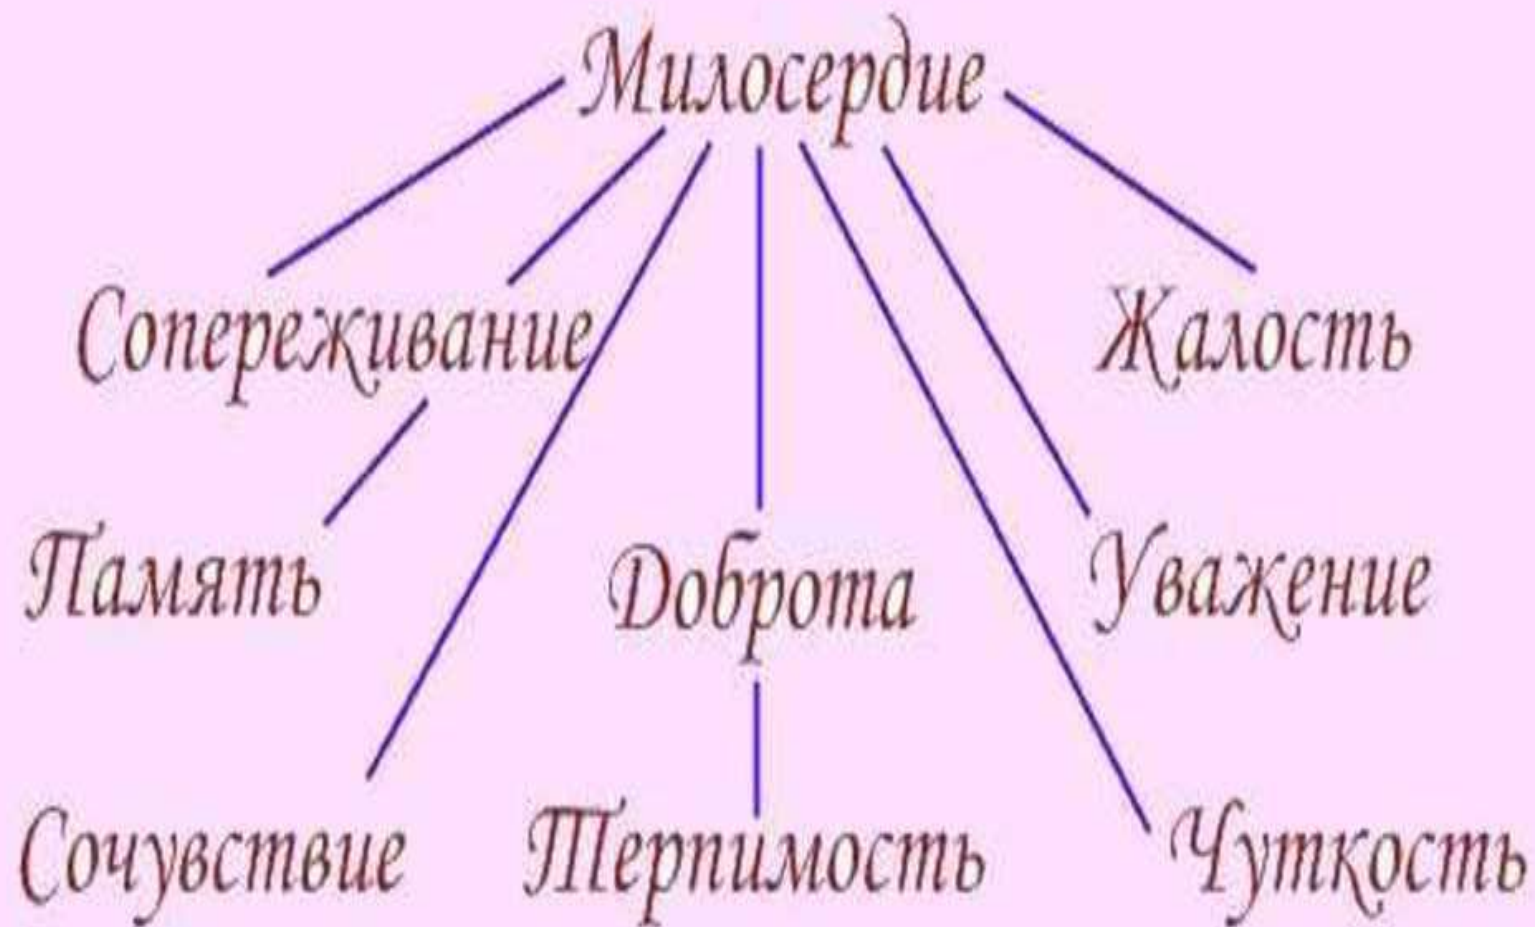 Милосердие
Сопереживание Жалость
Память Доброта Уважение
Сочувствие Терпимость Чуткость